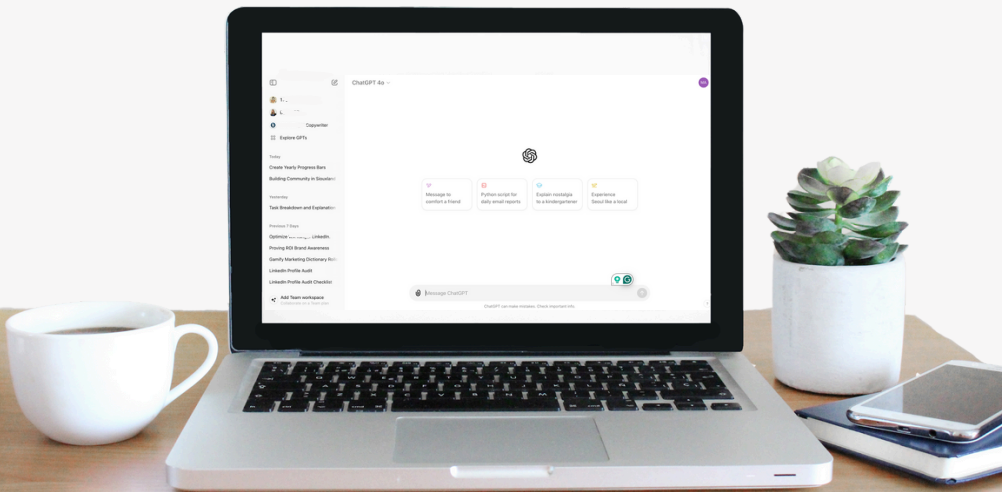 ChatGPT 4o
Copywriter
Explore GPTs
Today
Create Yearly Progress Bars
Building Community in Siouxland
Yesterday
Task Breakdown and Explanation
Previous 7 Days
Optimize LinkedIn
Proving ROI Brand Awareness
Gamify Marketing Dictionary
LinkedIn Profile Audit
LinkedIn Profile Audit Checklist
Add Team workspace
Message to
comfort a friend
Python script for
daily email reports
Explain nostalgia
to a kindergartener
Experience
Seoul like a local
Message ChatGPT
ChatGPT can make mistakes. Check important info.